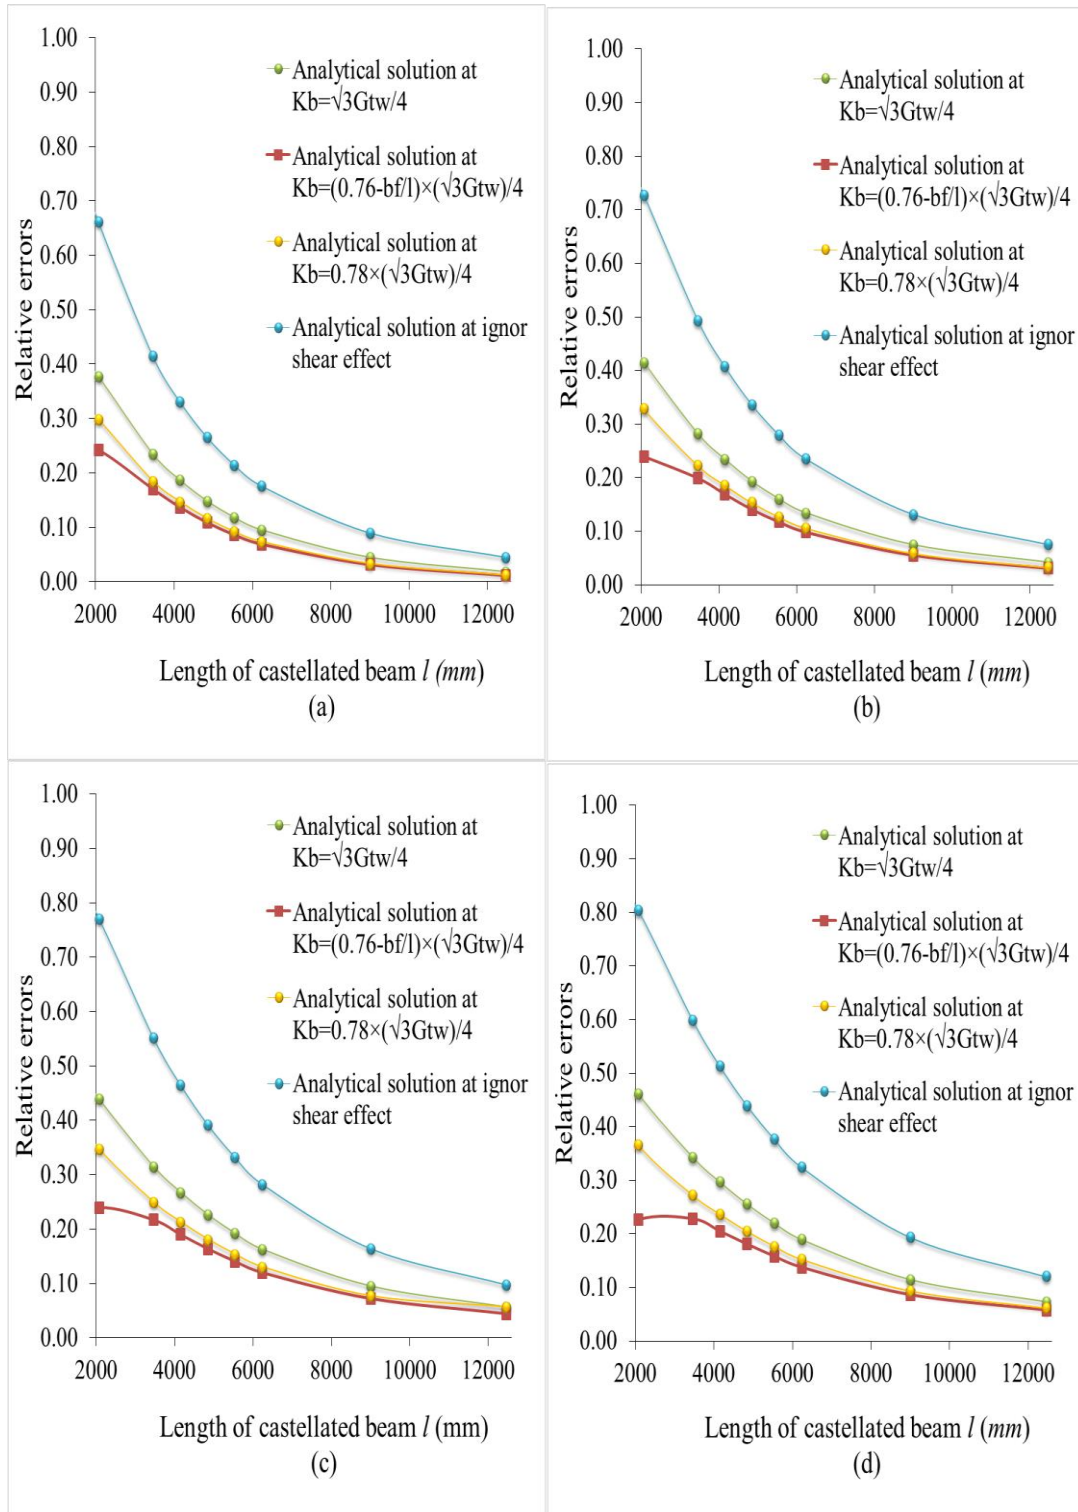 1.00
0.90
0.80
0.70
0.60
0.50
0.40
0.30
0.20
0.10
0.00
Relative errors
Analytical solution at
Kb=√3Gtw/4
Analytical solution at
Kb=(0.76-bf/l)×(√3Gtw)/4
Analytical solution at
Kb=0.78×(√3Gtw)/4
Analytical solution at ignor
shear effect
2000 4000 6000 8000 10000 12000
Length of castellated beam l (mm)
(a)
1.00
0.90
0.80
0.70
0.60
0.50
0.40
0.30
0.20
0.10
0.00
Relative errors
Analytical solution at
Kb=√3Gtw/4
Analytical solution at
Kb=(0.76-bf/l)×(√3Gtw)/4
Analytical solution at
Kb=0.78×(√3Gtw)/4
Analytical solution at ignor
shear effect
2000 4000 6000 8000 10000 12000
Length of castellated beam l (mm)
(b)
1.00
0.90
0.80
0.70
0.60
0.50
0.40
0.30
0.20
0.10
0.00
Relative errors
Analytical solution at
Kb=√3Gtw/4
Analytical solution at
Kb=(0.76-bf/l)×(√3Gtw)/4
Analytical solution at
Kb=0.78×(√3Gtw)/4
Analytical solution at ignor
shear effect
2000 4000 6000 8000 10000 12000
Length of castellated beam l (mm)
(c)
1.00
0.90
0.80
0.70
0.60
0.50
0.40
0.30
0.20
0.10
0.00
Relative errors
Analytical solution at
Kb=√3Gtw/4
Analytical solution at
Kb=(0.76-bf/l)×(√3Gtw)/4
Analytical solution at
Kb=0.78×(√3Gtw)/4
Analytical solution at ignor
shear effect
2000 4000 6000 8000 10000 12000
Length of castellated beam l (mm)
(d)